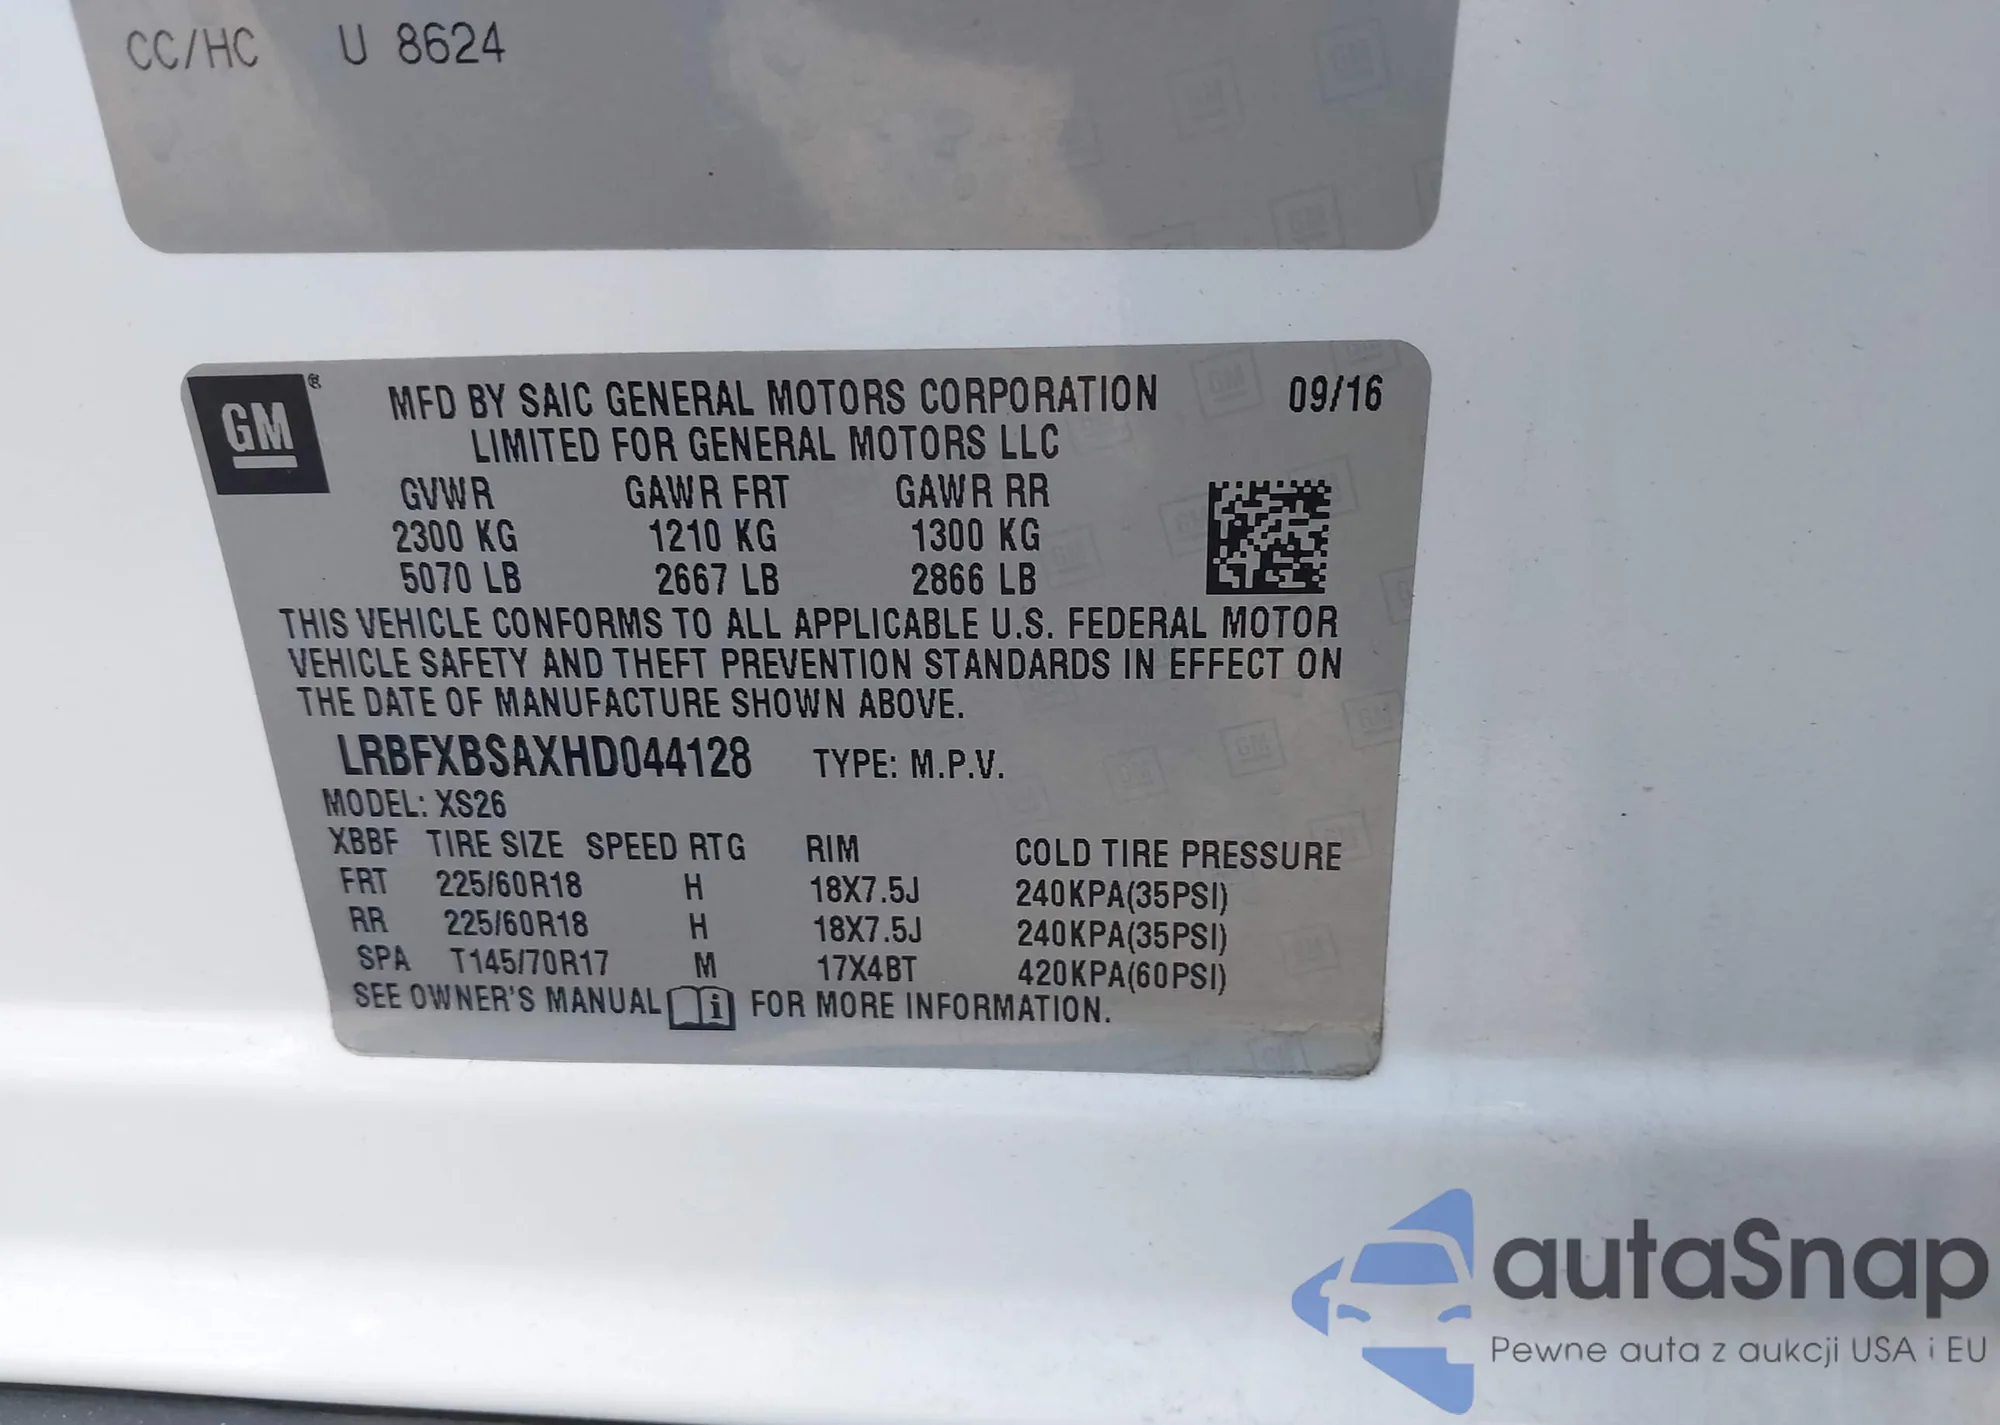 CC/HC U 8624
GM ®
MFD BY SAIC GENERAL MOTORS CORPORATION 09/16
LIMITED FOR GENERAL MOTORS LLC
GVWR GAWR FRT GAWR RR
2300 KG 1210 KG 1300 KG
5070 LB 2667 LB 2866 LB
THIS VEHICLE CONFORMS TO ALL APPLICABLE U.S. FEDERAL MOTOR
VEHICLE SAFETY AND THEFT PREVENTION STANDARDS IN EFFECT ON
THE DATE OF MANUFACTURE SHOWN ABOVE.
LRBFXBSAXHD044128 TYPE: M.P.V.
MODEL: XS26
XBBF TIRE SIZE SPEED RTG RIM COLD TIRE PRESSURE
FRT 225/60R18 H 18X7.5J 240KPA(35PSI)
RR 225/60R18 H 18X7.5J 240KPA(35PSI)
SPA T145/70R17 M 17X4BT 420KPA(60PSI)
SEE OWNER'S MANUAL i FOR MORE INFORMATION.
autaSnap
Pewne auta z aukcji USA i EU